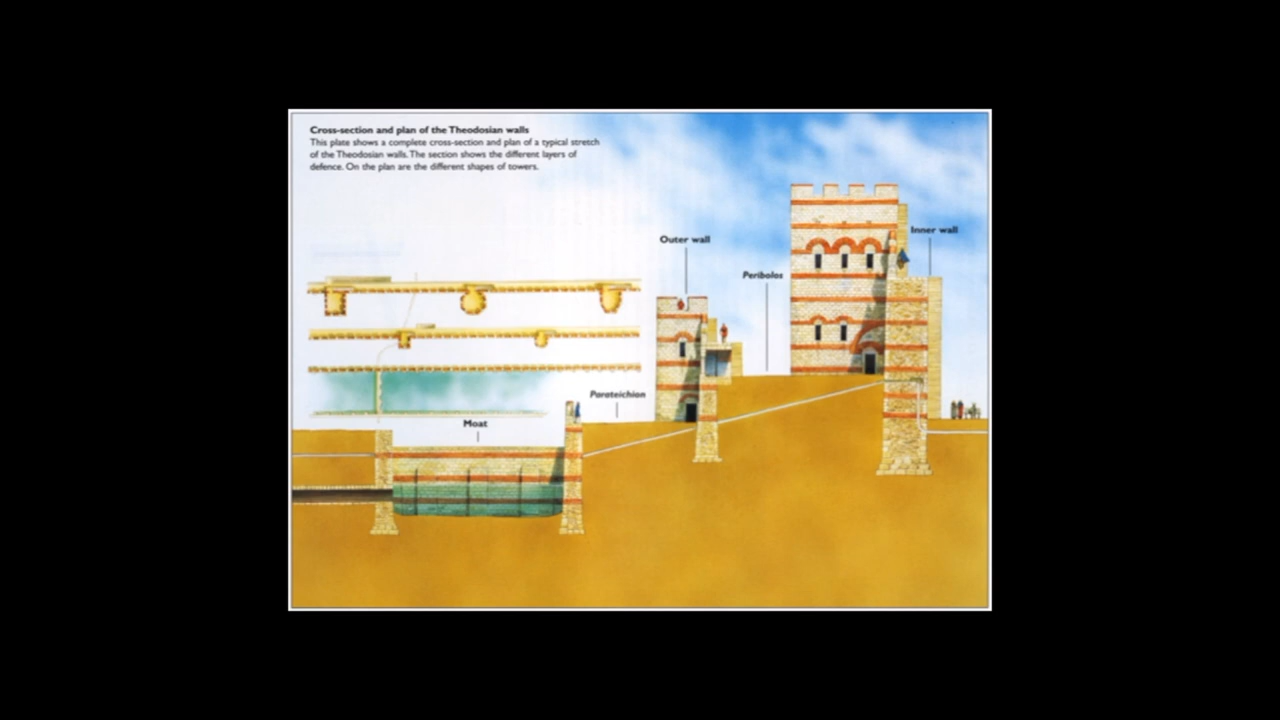 Cross-section and plan of the Theodosian walls
This plate shows a complete cross-section and plan of a typical stretch
of the Theodosian walls. The section shows the different layers of
defence. On the plan are the different shapes of towers.
Outer wall
Inner wall
Peribolos
Parateichion
Moat